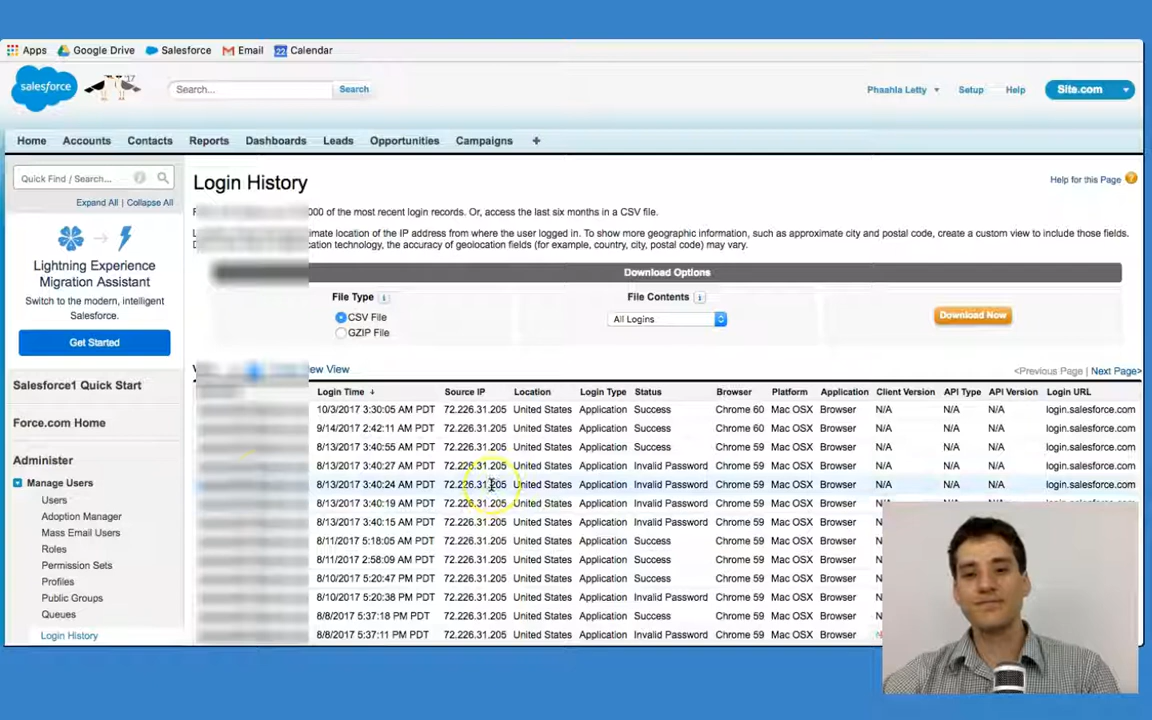 Apps Google Drive Salesforce Email 22 Calendar
salesforce '17 Search... Search Phaahla Letty Setup Help Site.com
Home Accounts Contacts Reports Dashboards Leads Opportunities Campaigns +
Quick Find / Search... i
Expand All | Collapse All
Lightning Experience
Migration Assistant
Switch to the modern, intelligent
Salesforce.
Get Started
Salesforce1 Quick Start
Force.com Home
Administer
Manage Users
Users
Adoption Manager
Mass Email Users
Roles
Permission Sets
Profiles
Public Groups
Queues
Login History
Login History
Help for this Page ?
000 of the most recent login records. Or, access the last six months in a CSV file.
imate location of the IP address from where the user logged in. To show more geographic information, such as approximate city and postal code, create a custom view to include those fields.
ocation technology, the accuracy of geolocation fields (for example, country, city, postal code) may vary.
Download Options
File Type i File Contents i
CSV File All Logins Download Now
GZIP File
ew View <Previous Page | Next Page>
Login Time Source IP Location Login Type Status Browser Platform Application Client Version API Type API Version Login URL
10/3/2017 3:30:05 AM PDT 72.226.31.205 United States Application Success Chrome 60 Mac OSX Browser N/A N/A N/A login.salesforce.com
9/14/2017 2:42:11 AM PDT 72.226.31.205 United States Application Success Chrome 60 Mac OSX Browser N/A N/A N/A login.salesforce.com
8/13/2017 3:40:55 AM PDT 72.226.31.205 United States Application Success Chrome 59 Mac OSX Browser N/A N/A N/A login.salesforce.com
8/13/2017 3:40:27 AM PDT 72.226.31.205 United States Application Invalid Password Chrome 59 Mac OSX Browser N/A N/A N/A login.salesforce.com
8/13/2017 3:40:24 AM PDT 72.226.31.205 United States Application Invalid Password Chrome 59 Mac OSX Browser N/A N/A N/A login.salesforce.com
8/13/2017 3:40:19 AM PDT 72.226.31.205 United States Application Invalid Password Chrome 59 Mac OSX Browser
8/13/2017 3:40:15 AM PDT 72.226.31.205 United States Application Invalid Password Chrome 59 Mac OSX Browser
8/11/2017 5:18:05 AM PDT 72.226.31.205 United States Application Success Chrome 59 Mac OSX Browser
8/11/2017 2:58:09 AM PDT 72.226.31.205 United States Application Success Chrome 59 Mac OSX Browser
8/10/2017 5:20:47 PM PDT 72.226.31.205 United States Application Success Chrome 59 Mac OSX Browser
8/10/2017 5:20:38 PM PDT 72.226.31.205 United States Application Invalid Password Chrome 59 Mac OSX Browser
8/8/2017 5:37:18 PM PDT 72.226.31.205 United States Application Success Chrome 59 Mac OSX Browser
8/8/2017 5:37:11 PM PDT 72.226.31.205 United States Application Invalid Password Chrome 59 Mac OSX Browser